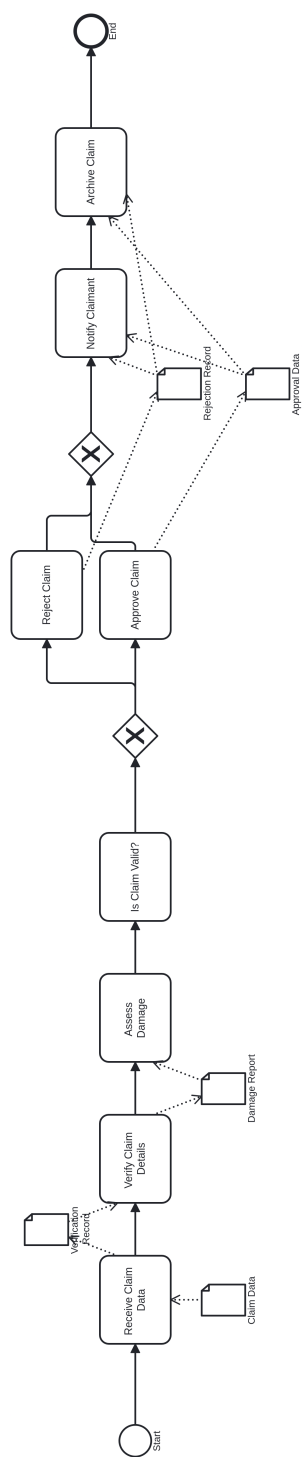 Start
Receive Claim
Data
Claim Data
Verification
Record
Verify Claim
Details
Damage Report
Assess
Damage
Is Claim Valid?
X
Reject Claim
Approve Claim
X
Rejection Record
Approval Data
Notify Claimant
Archive Claim
End